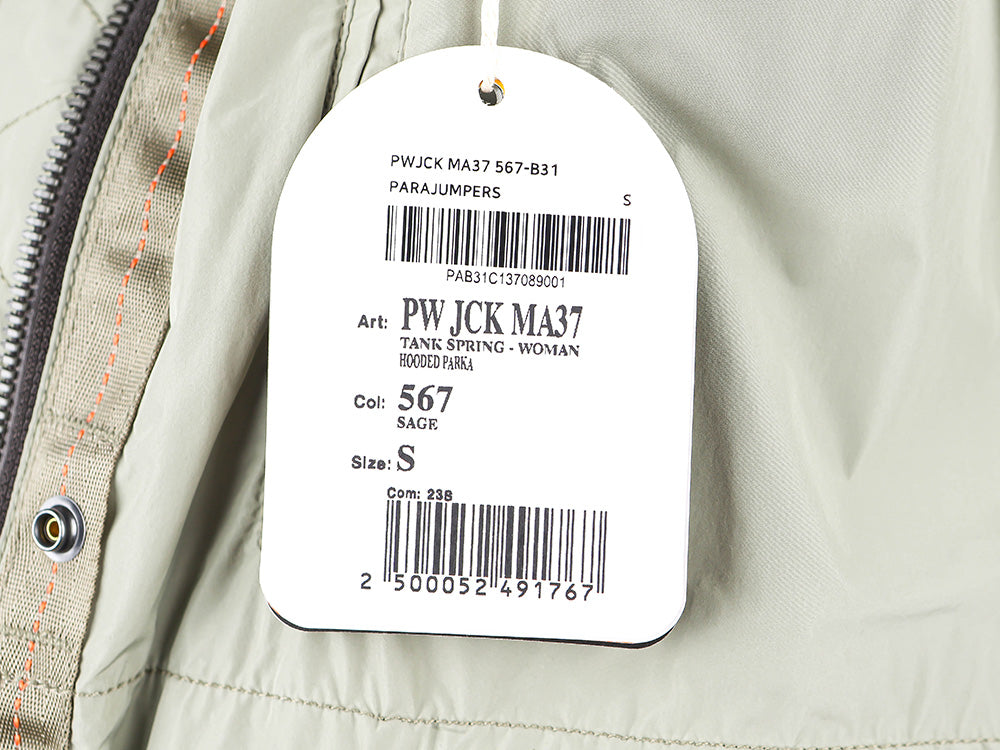 PWJCK MA37 567-B31
PARAJUMPERS
S
PAB31C137089001
Art: PW JCK MA37
TANK SPRING - WOMAN
HOODED PARKA
Col: 567
SAGE
Size: S
Com: 23B
2 500052 491767